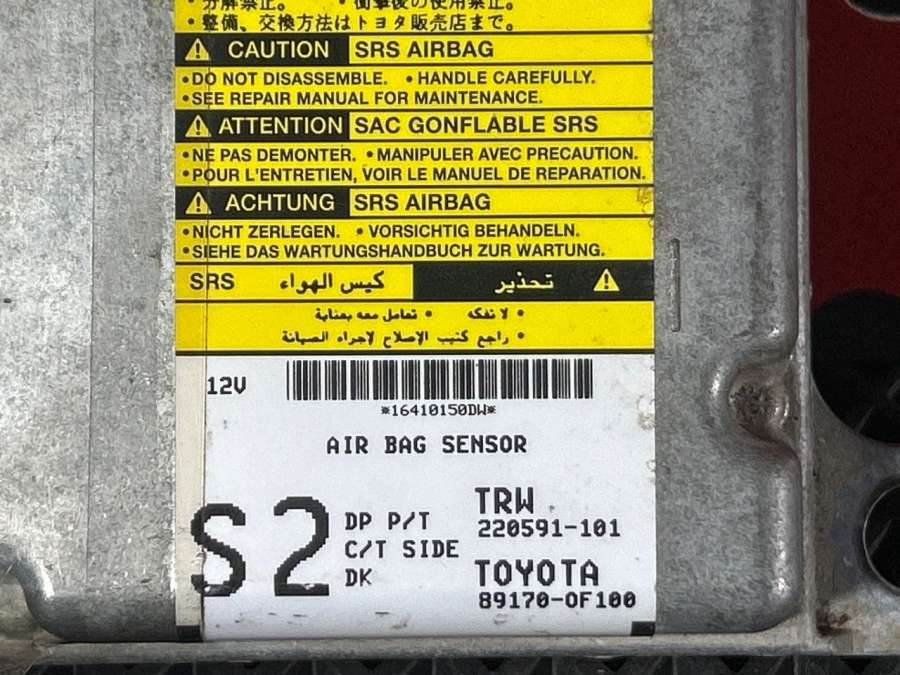 ・分解禁止。 ・衝撃後の使用禁止。
・整備、交換方法はトヨタ販売店まで。
CAUTION SRS AIRBAG
•DO NOT DISASSEMBLE. •HANDLE CAREFULLY.
•SEE REPAIR MANUAL FOR MAINTENANCE.
ATTENTION SAC GONFLABLE SRS
•NE PAS DEMONTER. •MANIPULER AVEC PRECAUTION.
•POUR L'ENTRETIEN, VOIR LE MANUEL DE REPARATION.
ACHTUNG SRS AIRBAG
•NICHT ZERLEGEN. •VORSICHTIG BEHANDELN.
•SIEHE DAS WARTUNGSHANDBUCH ZUR WARTUNG.
تحذير كيس الهواء SRS
• لا تفكه • تعامل معه بعناية
• راجع كتيب الإصلاح لاجراء الصيانة
12V
*16410150DW*
AIR BAG SENSOR
S2
DP P/T
C/T SIDE
DK
TRW
220591-101
TOYOTA
89170-0F100